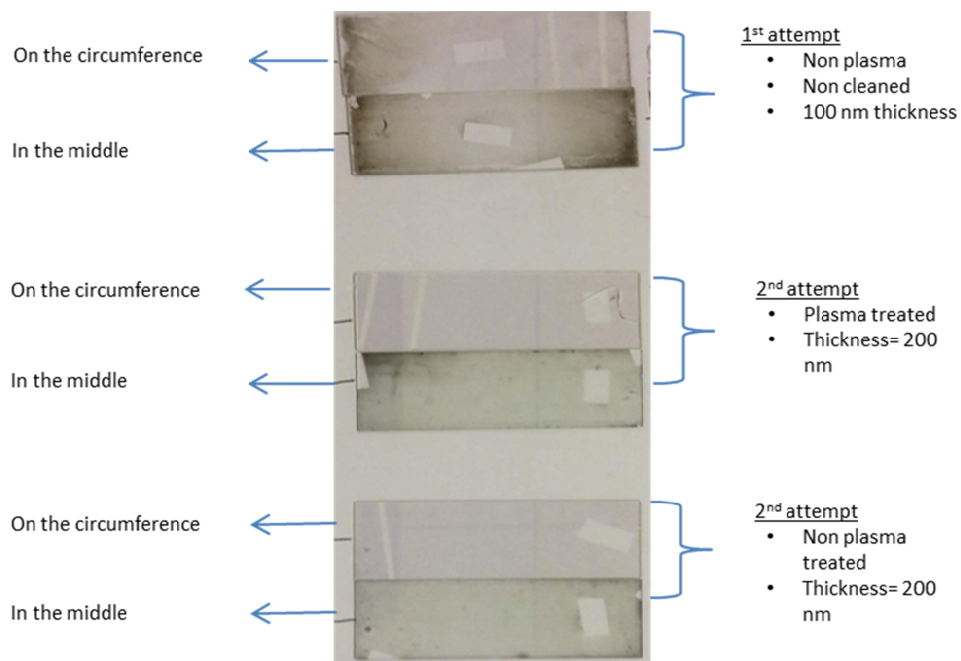 On the circumference
In the middle
1st attempt
• Non plasma
• Non cleaned
• 100 nm thickness
On the circumference
In the middle
2nd attempt
• Plasma treated
• Thickness= 200
nm
On the circumference
In the middle
2nd attempt
• Non plasma
treated
• Thickness= 200
nm